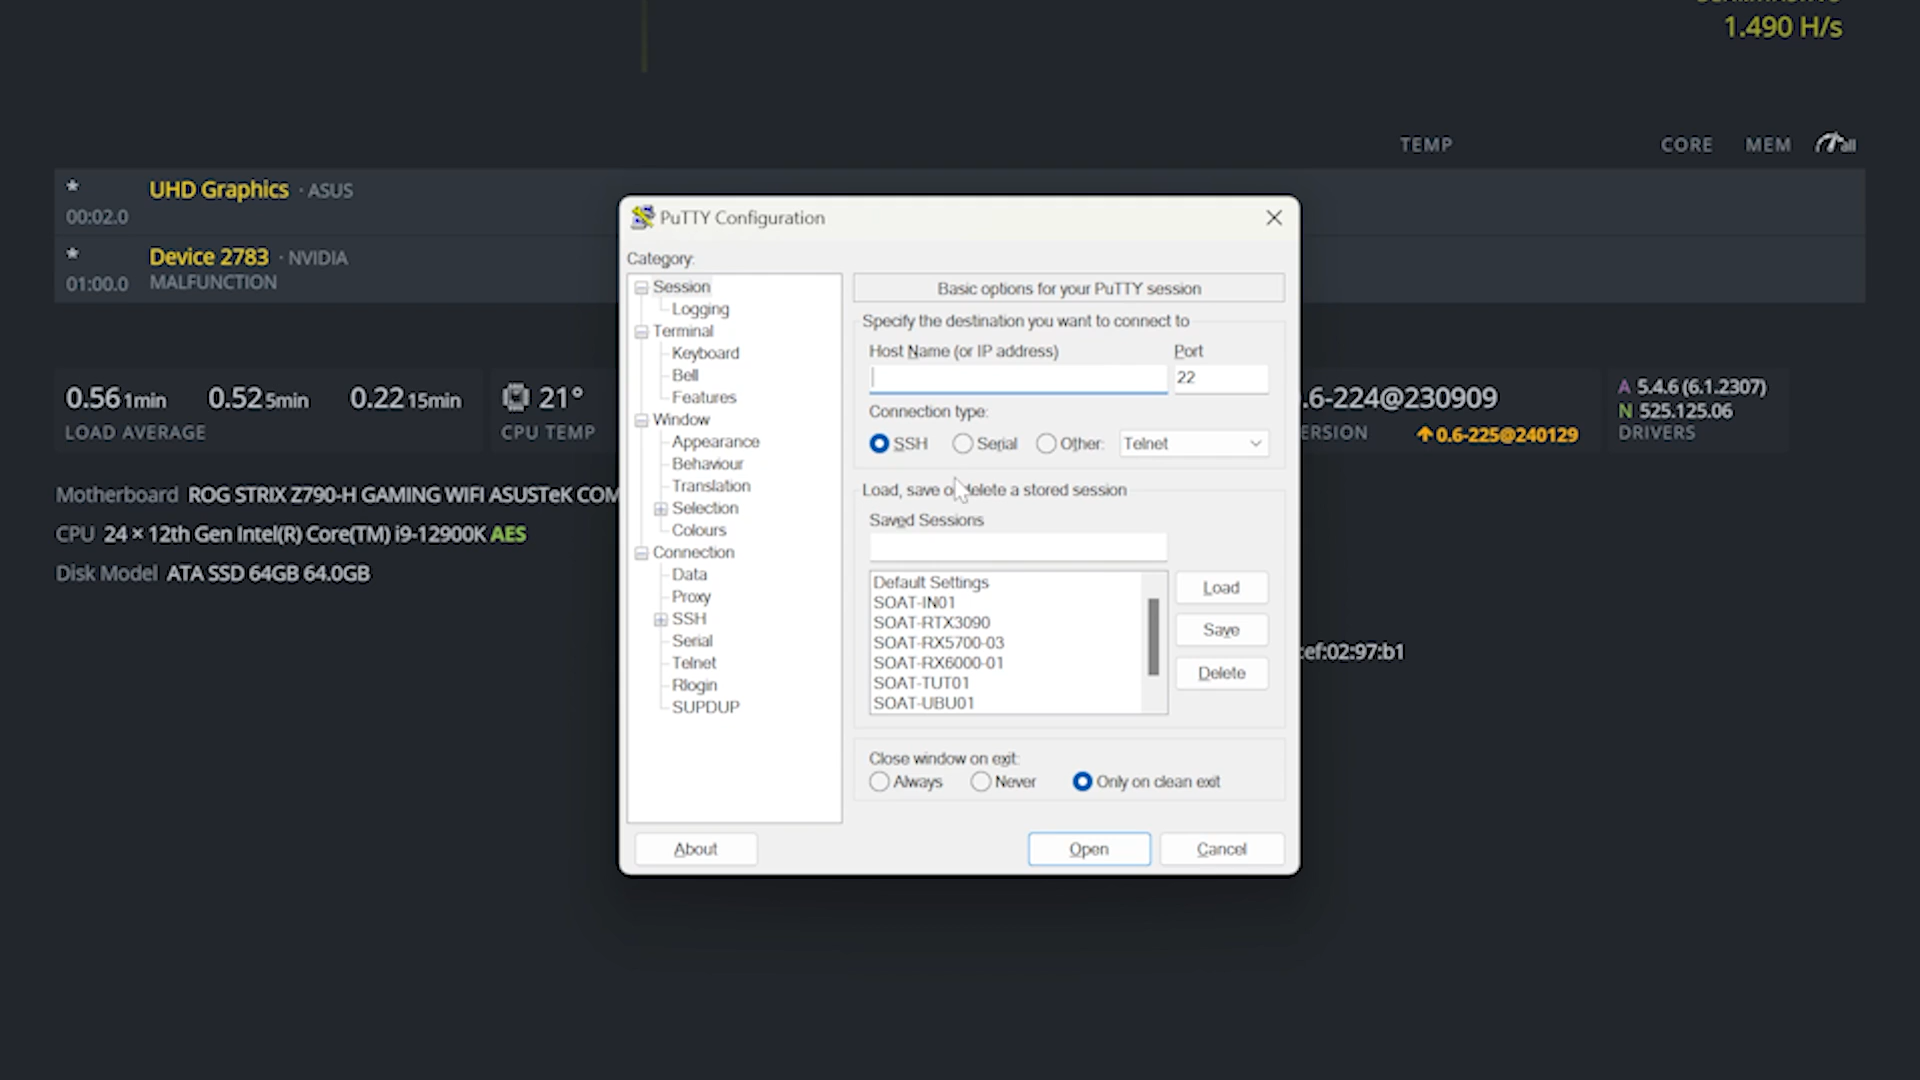 1.490 H/s
TEMP CORE MEM
* UHD Graphics · ASUS
00:02.0
* Device 2783 · NVIDIA
01:00.0 MALFUNCTION
0.56 1min 0.52 5min 0.22 15min
LOAD AVERAGE
21°
CPU TEMP
.6-224@230909
ERSION 0.6-225@240129
A 5.4.6 (6.1.2307)
N 525.125.06
DRIVERS
Motherboard ROG STRIX Z790-H GAMING WIFI ASUSTeK COM
CPU 24 × 12th Gen Intel(R) Core(TM) i9-12900K AES
Disk Model ATA SSD 64GB 64.0GB
:ef:02:97:b1
PuTTY Configuration
Category:
Session
Logging
Terminal
Keyboard
Bell
Features
Window
Appearance
Behaviour
Translation
Selection
Colours
Connection
Data
Proxy
SSH
Serial
Telnet
Rlogin
SUPDUP
Basic options for your PuTTY session
Specify the destination you want to connect to
Host Name (or IP address) Port
22
Connection type:
SSH Serial Other: Telnet
Load, save or delete a stored session
Saved Sessions
Default Settings
SOAT-IN01
SOAT-RTX3090
SOAT-RX5700-03
SOAT-RX6000-01
SOAT-TUT01
SOAT-UBU01
Load
Save
Delete
Close window on exit:
Always Never Only on clean exit
About Open Cancel